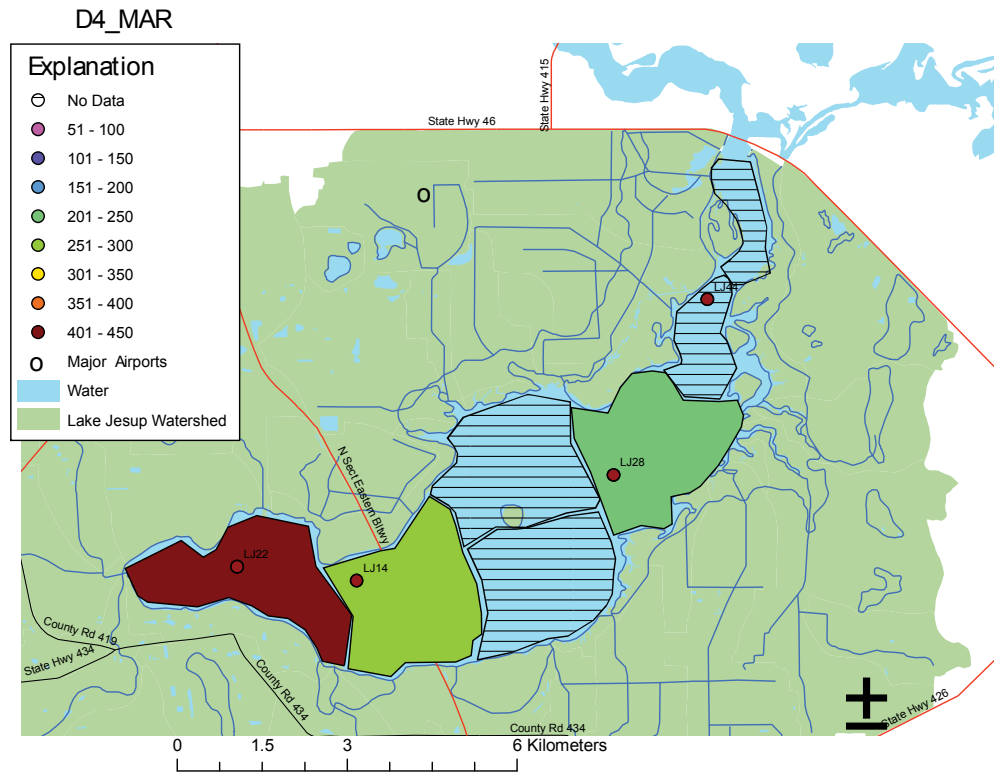 D4_MAR
Explanation
No Data
51 - 100
101 - 150
151 - 200
201 - 250
251 - 300
301 - 350
351 - 400
401 - 450
O Major Airports
Water
Lake Jesup Watershed
State Hwy 415
State Hwy 46
O
LJ44
N Sect Eastern Bltwy
LJ28
LJ22
LJ14
County Rd 419
State Hwy 434
County Rd 434
County Rd 434
State Hwy 426
0 1.5 3 6 Kilometers